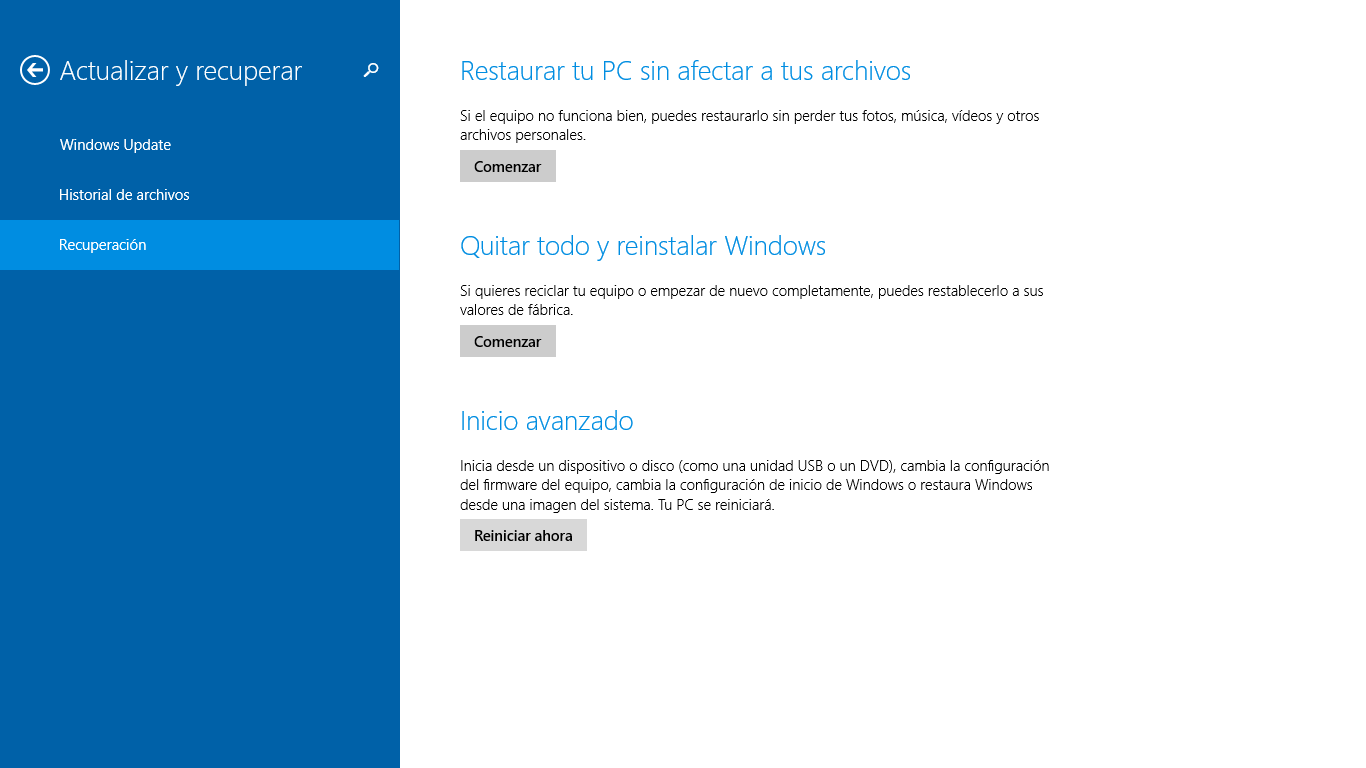 Actualizar y recuperar
Windows Update
Historial de archivos
Recuperación
Restaurar tu PC sin afectar a tus archivos
Si el equipo no funciona bien, puedes restaurarlo sin perder tus fotos, música, vídeos y otros
archivos personales.
Comenzar
Quitar todo y reinstalar Windows
Si quieres reciclar tu equipo o empezar de nuevo completamente, puedes restablecerlo a sus
valores de fábrica.
Comenzar
Inicio avanzado
Inicia desde un dispositivo o disco (como una unidad USB o un DVD), cambia la configuración
del firmware del equipo, cambia la configuración de inicio de Windows o restaura Windows
desde una imagen del sistema. Tu PC se reiniciará.
Reiniciar ahora